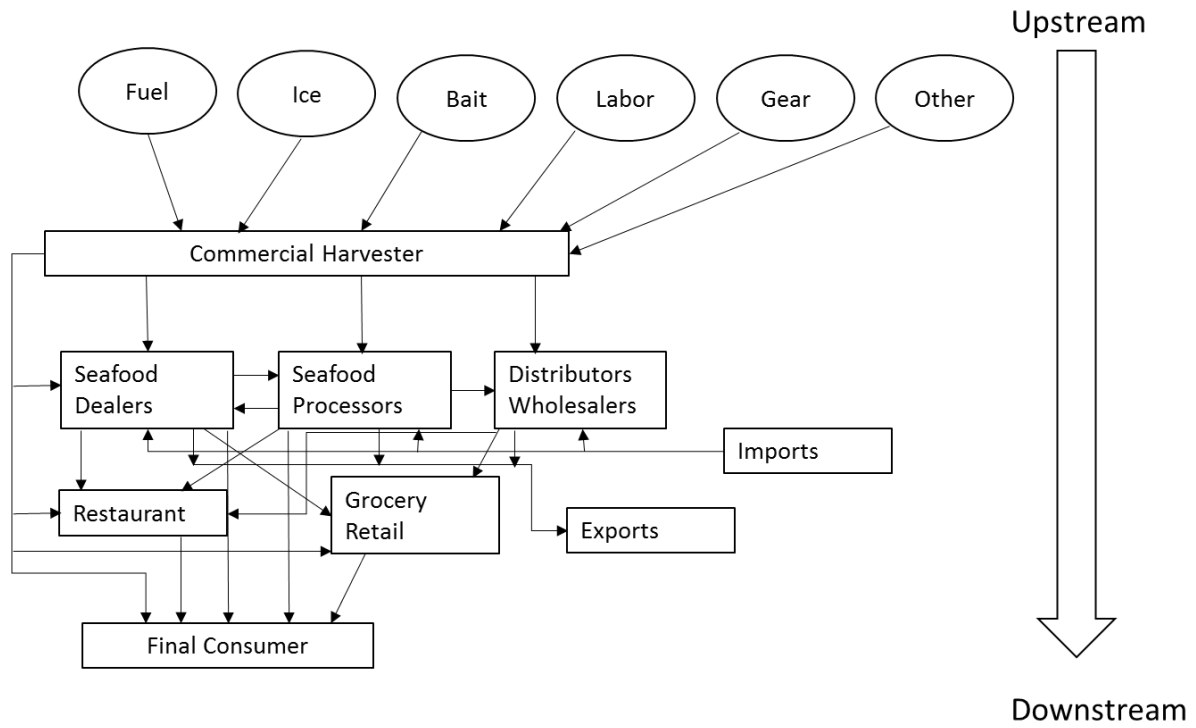 Upstream
Fuel
Ice
Bait
Labor
Gear
Other
Commercial Harvester
Seafood
Dealers
Seafood
Processors
Distributors
Wholesalers
Imports
Restaurant
Grocery
Retail
Exports
Final Consumer
Downstream